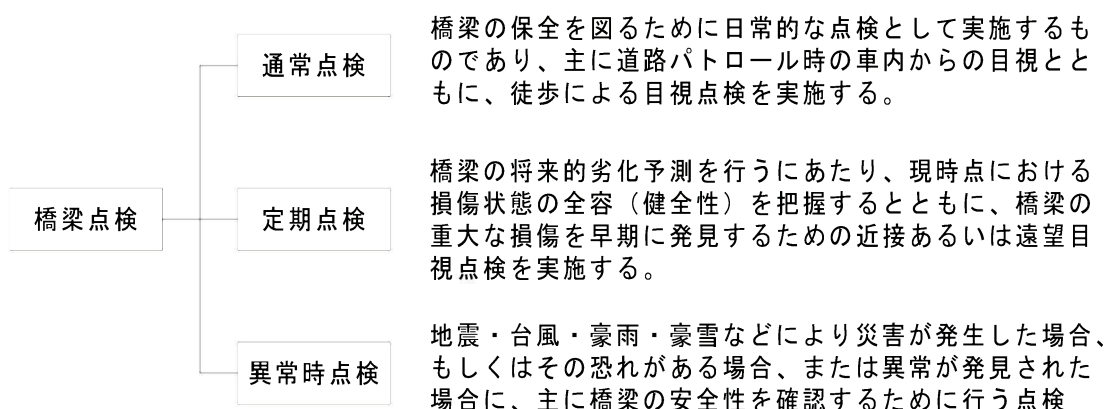 橋梁の保全を図るために日常的な点検として実施するも
通常点検
のであり、主に道路パトロール時の車内からの目視とと
もに、徒歩による目視点検を実施する。
橋梁の将来的劣化予測を行うにあたり、現時点における
橋梁点検
定期点検
損傷状態の全容（健全性）を把握するとともに、橋梁の
重大な損傷を早期に発見するための近接あるいは遠望目
視点検を実施する。
地震・台風・豪雨・豪雪などにより災害が発生した場合、
異常時点検
もしくはその恐れがある場合、または異常が発見された
場合に、主に橋梁の安全性を確認するために行う点検